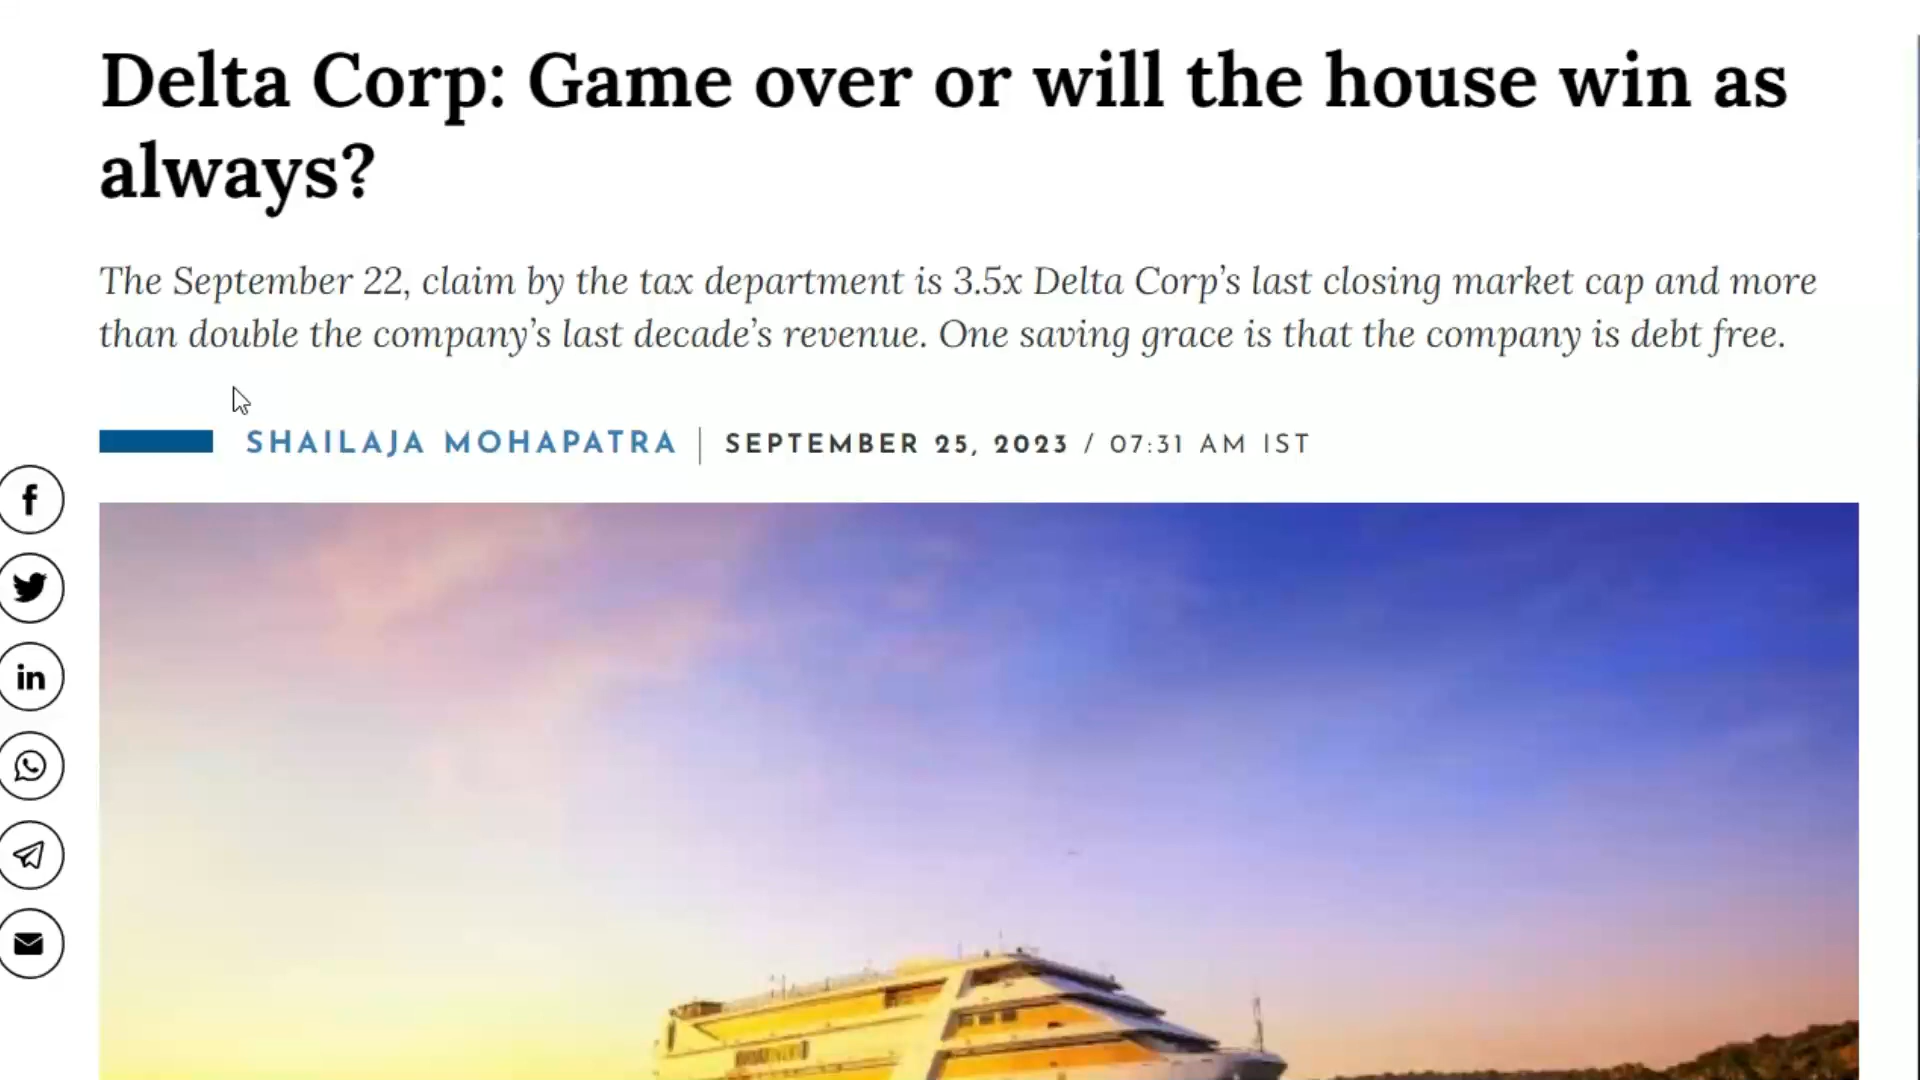 Delta Corp: Game over or will the house win as
always?
The September 22, claim by the tax department is 3.5x Delta Corp's last closing market cap and more
than double the company's last decade's revenue. One saving grace is that the company is debt free.
SHAILAJA MOHAPATRA | SEPTEMBER 25, 2023 / 07:31 AM IST